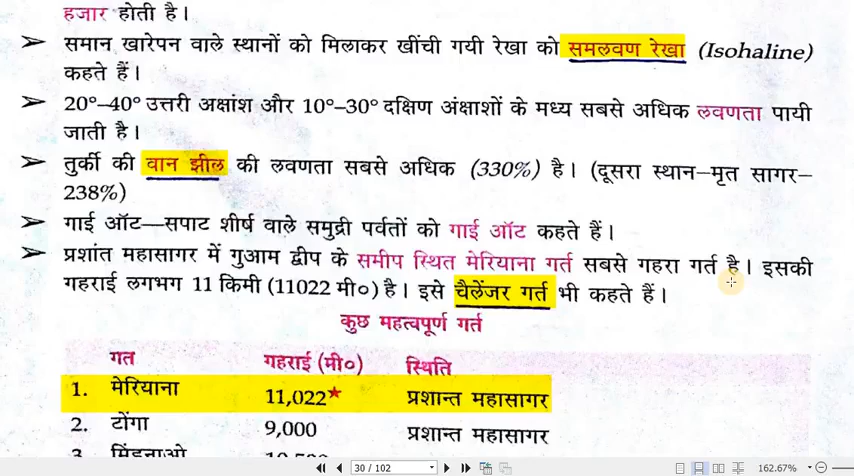 हजार होती है।
➢ समान खारेपन वाले स्थानों को मिलाकर खींची गयी रेखा को समलवण रेखा (Isohaline)
कहते हैं।
➢ 20°–40° उत्तरी अक्षांश और 10°–30° दक्षिण अंक्षाशों के मध्य सबसे अधिक लवणता पायी
जाती है।
➢ तुर्की की वान झील की लवणता सबसे अधिक (330%) है। (दूसरा स्थान–मृत सागर–
238%)
➢ गाई ऑट—सपाट शीर्ष वाले समुद्री पर्वतों को गाई ऑट कहते हैं।
➢ प्रशांत महासागर में गुआम द्वीप के समीप स्थित मेरियाना गर्त सबसे गहरा गर्त है। इसकी
गहराई लगभग 11 किमी (11022 मी०) है। इसे चैलेंजर गर्त भी कहते हैं।
कुछ महत्वपूर्ण गर्त
गत गहराई (मी०) स्थिति
1. मेरियाना 11,022★ प्रशान्त महासागर
2. टोंगा 9,000 प्रशान्त महासागर
3. मिंडनाओ
30 / 102 162.67%